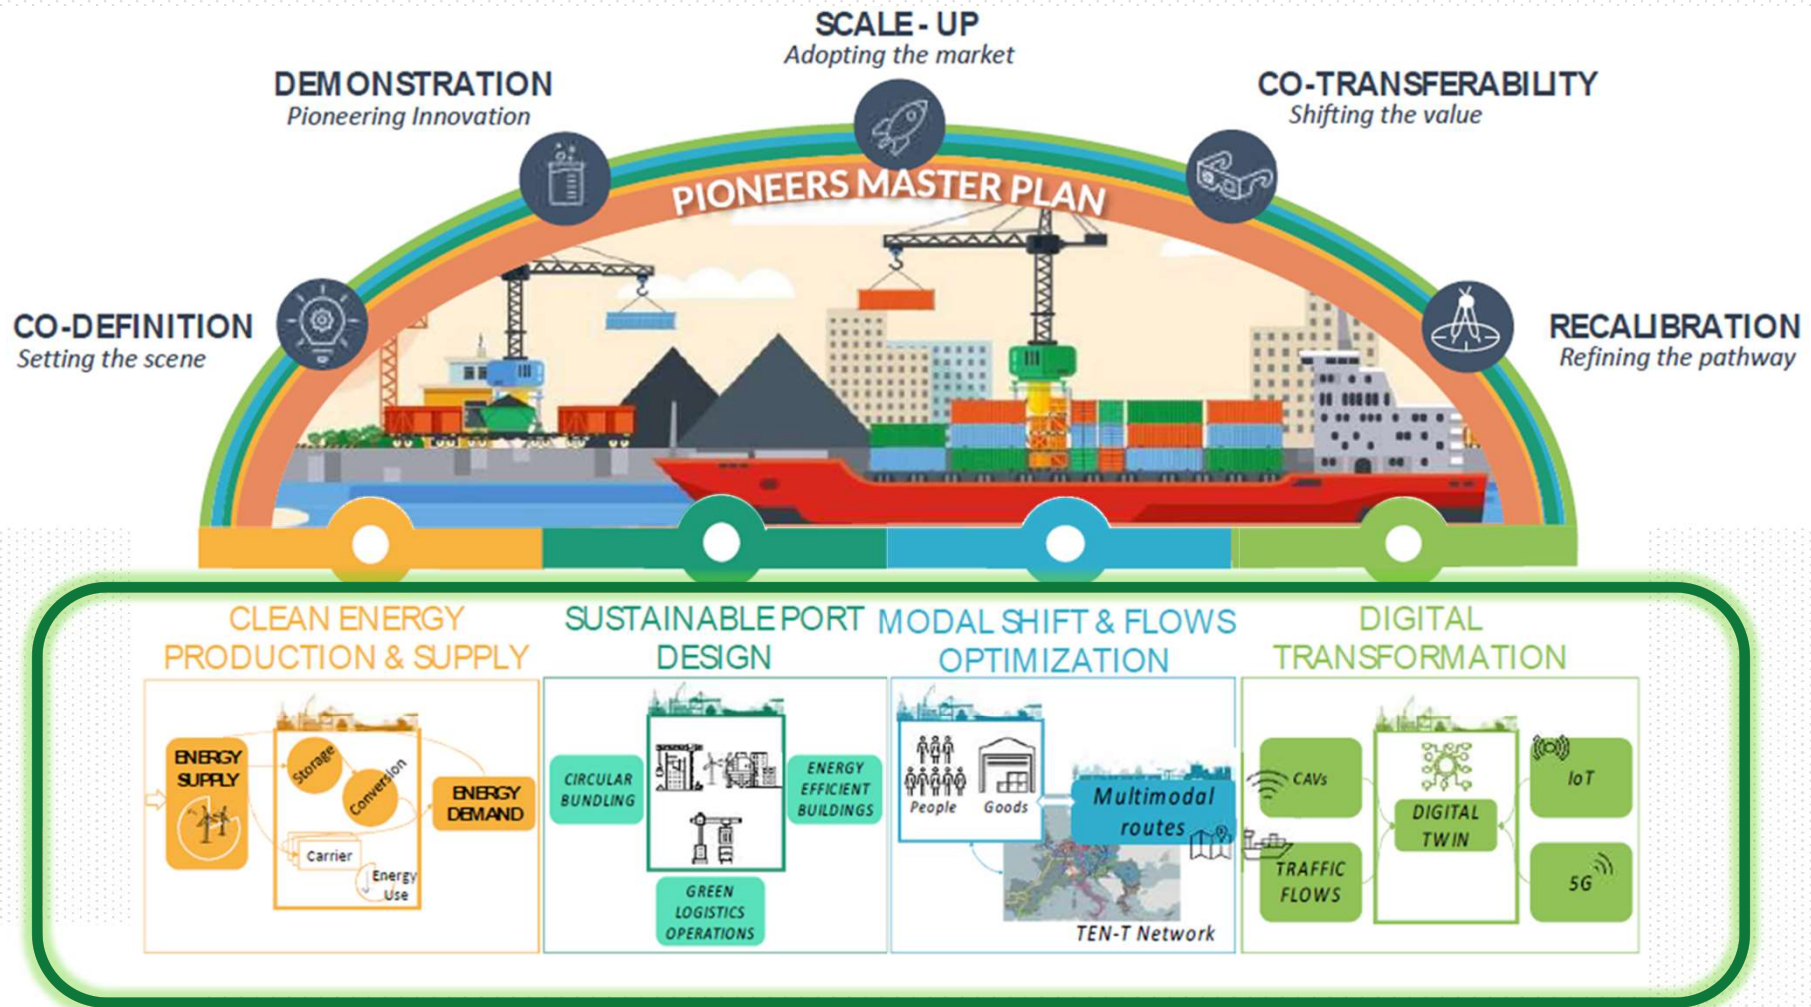 SCALE - UP
Adopting the market
DEMONSTRATION
Pioneering Innovation
CO-TRANSFERABILITY
Shifting the value
PIONEERS MASTER PLAN
CO-DEFINITION
Setting the scene
RECALIBRATION
Refining the pathway
CLEAN ENERGY
PRODUCTION & SUPPLY
ENERGY
SUPPLY
Storage
Conversion
Carrier
Energy
Use
ENERGY
DEMAND
SUSTAINABLE PORT
DESIGN
CIRCULAR
BUNDLING
ENERGY
EFFICIENT
BUILDINGS
GREEN
LOGISTICS
OPERATIONS
MODAL SHIFT & FLOWS
OPTIMIZATION
People
Goods
Multimodal
routes
TEN-T Network
DIGITAL
TRANSFORMATION
CAVs
TRAFFIC
FLOWS
DIGITAL
TWIN
IoT
5G